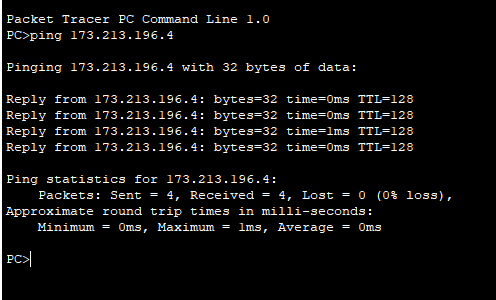 Packet Tracer PC Command Line 1.0
PC>ping 173.213.196.4
Pinging 173.213.196.4 with 32 bytes of data:
Reply from 173.213.196.4: bytes=32 time=0ms TTL=128
Reply from 173.213.196.4: bytes=32 time=0ms TTL=128
Reply from 173.213.196.4: bytes=32 time=1ms TTL=128
Reply from 173.213.196.4: bytes=32 time=0ms TTL=128
Ping statistics for 173.213.196.4:
Packets: Sent = 4, Received = 4, Lost = 0 (0% loss),
Approximate round trip times in milli-seconds:
Minimum = 0ms, Maximum = 1ms, Average = 0ms
PC>